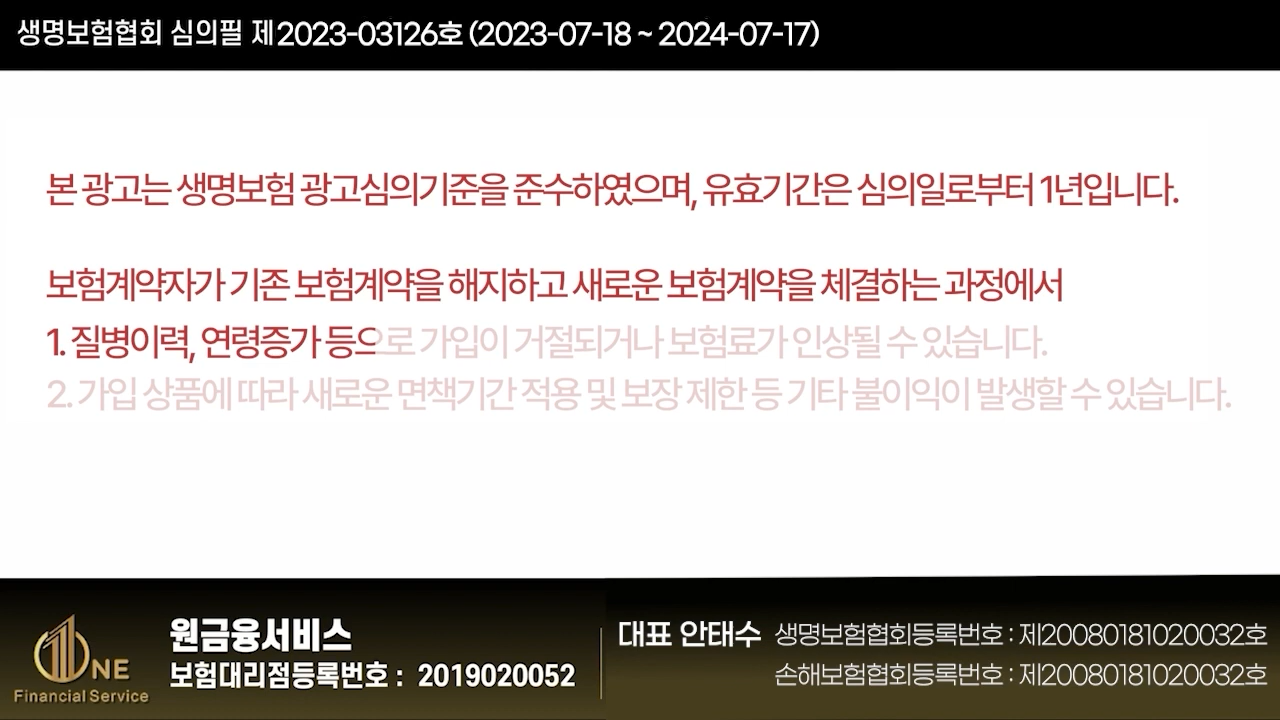 생명보험협회 심의필 제2023-03126호 (2023-07-18 ~ 2024-07-17)
본 광고는 생명보험 광고심의기준을 준수하였으며, 유효기간은 심의일로부터 1년입니다.
보험계약자가 기존 보험계약을 해지하고 새로운 보험계약을 체결하는 과정에서
1. 질병이력, 연령증가 등으로 가입이 거절되거나 보험료가 인상될 수 있습니다.
2. 가입 상품에 따라 새로운 면책기간 적용 및 보장 제한 등 기타 불이익이 발생할 수 있습니다.
ONE
Financial Service
원금융서비스
보험대리점등록번호 : 2019020052
대표 안태수 생명보험협회등록번호 : 제20080181020032호
손해보험협회등록번호 : 제20080181020032호